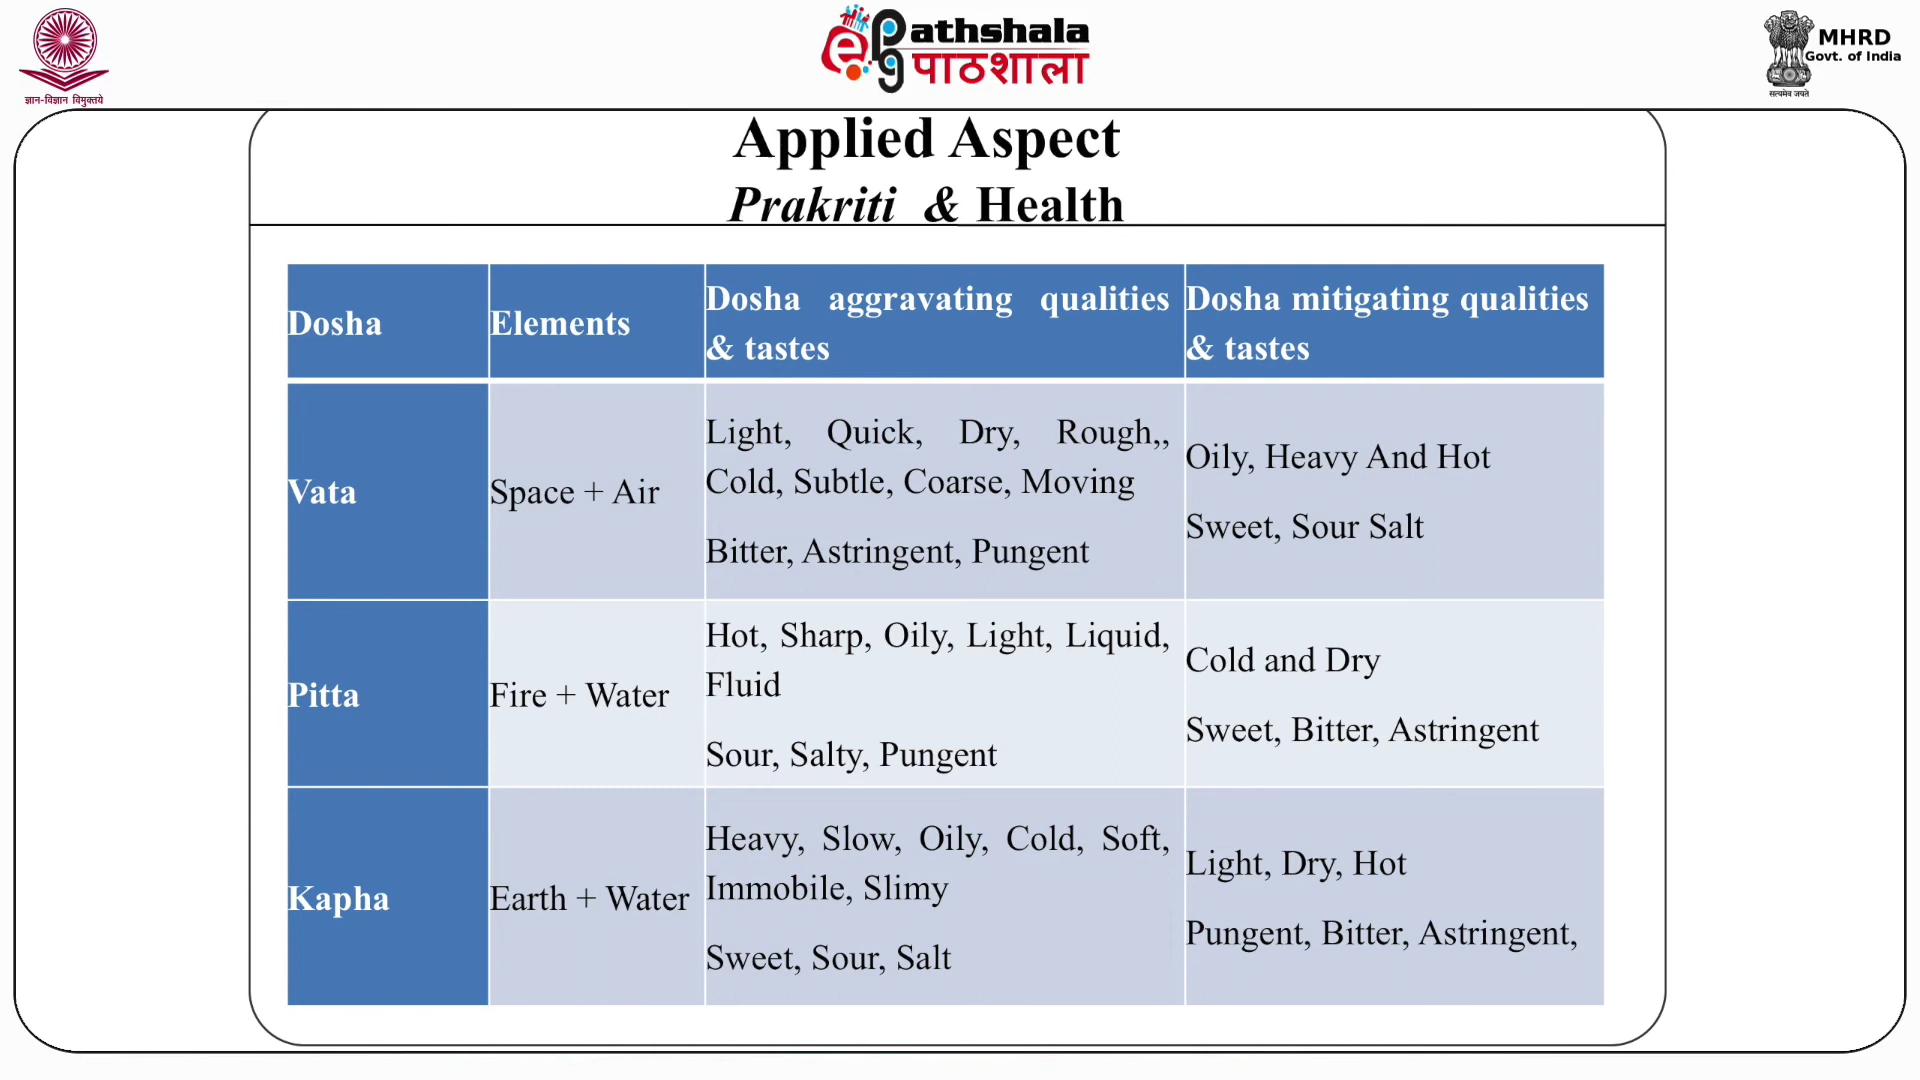 ज्ञान-विज्ञान विमुक्तये
ePathshala
पाठशाला
MHRD
Govt. of India
सत्यमेव जयते
Applied Aspect
Prakriti & Health
Dosha
Elements
Dosha aggravating qualities
& tastes
Dosha mitigating qualities
& tastes
Vata
Space + Air
Light, Quick, Dry, Rough,,
Cold, Subtle, Coarse, Moving
Bitter, Astringent, Pungent
Oily, Heavy And Hot
Sweet, Sour Salt
Pitta
Fire + Water
Hot, Sharp, Oily, Light, Liquid,
Fluid
Sour, Salty, Pungent
Cold and Dry
Sweet, Bitter, Astringent
Kapha
Earth + Water
Heavy, Slow, Oily, Cold, Soft,
Immobile, Slimy
Sweet, Sour, Salt
Light, Dry, Hot
Pungent, Bitter, Astringent,